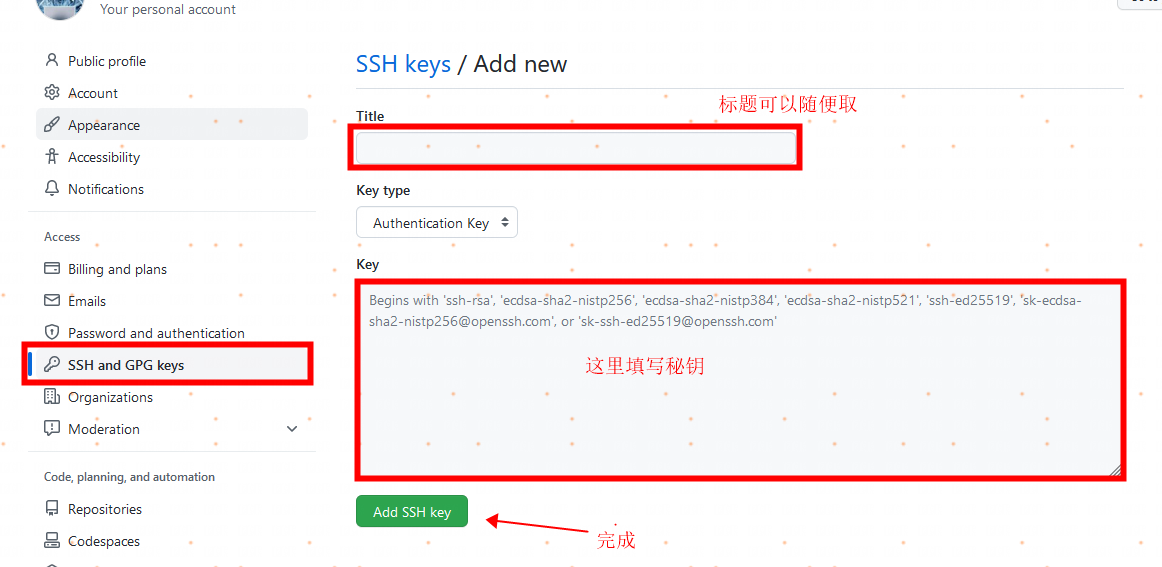 Your personal account
Public profile
Account
Appearance
Accessibility
Notifications
Access
Billing and plans
Emails
Password and authentication
SSH and GPG keys
Organizations
Moderation
Code, planning, and automation
Repositories
Codespaces
SSH keys / Add new
标题可以随便取
Title
Key type
Authentication Key
Key
Begins with 'ssh-rsa', 'ecdsa-sha2-nistp256', 'ecdsa-sha2-nistp384', 'ecdsa-sha2-nistp521', 'ssh-ed25519', 'sk-ecdsa-
sha2-nistp256@openssh.com', or 'sk-ssh-ed25519@openssh.com'
这里填写秘钥
Add SSH key
完成